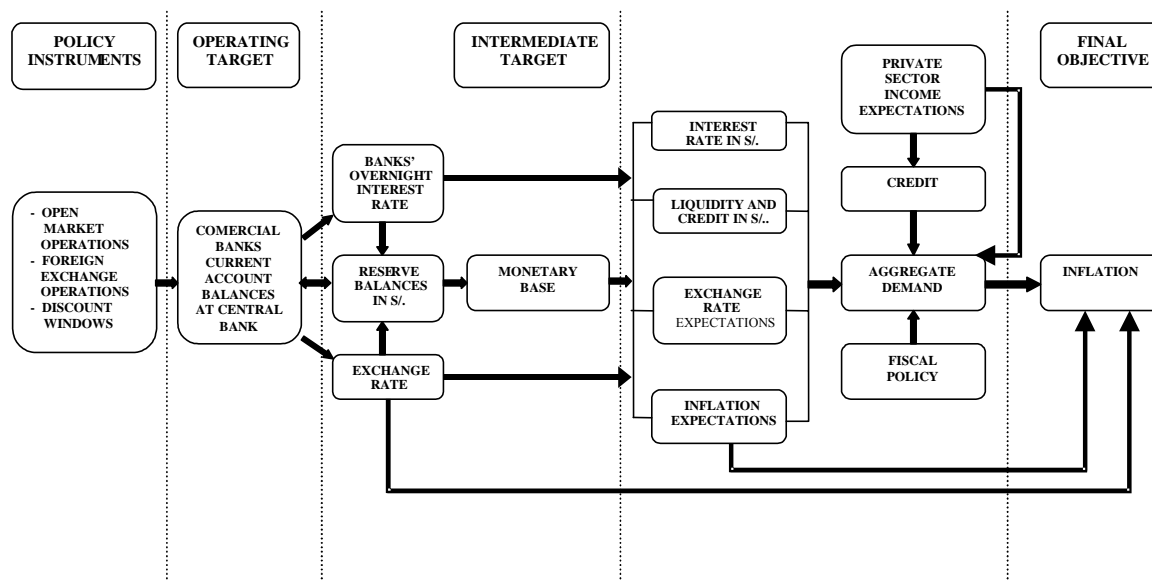 POLICY
INSTRUMENTS
OPERATING
TARGET
INTERMEDIATE
TARGET
FINAL
OBJECTIVE
PRIVATE
SECTOR
INCOME
EXPECTATIONS
- OPEN
MARKET
OPERATIONS
- FOREIGN
EXCHANGE
OPERATIONS
- DISCOUNT
WINDOWS
COMERCIAL
BANKS
CURRENT
ACCOUNT
BALANCES
AT CENTRAL
BANK
BANKS'
OVERNIGHT
INTEREST
RATE
RESERVE
BALANCES
IN S/.
EXCHANGE
RATE
MONETARY
BASE
INTEREST
RATE IN S/.
LIQUIDITY AND
CREDIT IN S/..
EXCHANGE
RATE
EXPECTATIONS
INFLATION
EXPECTATIONS
CREDIT
AGGREGATE
DEMAND
FISCAL
POLICY
INFLATION